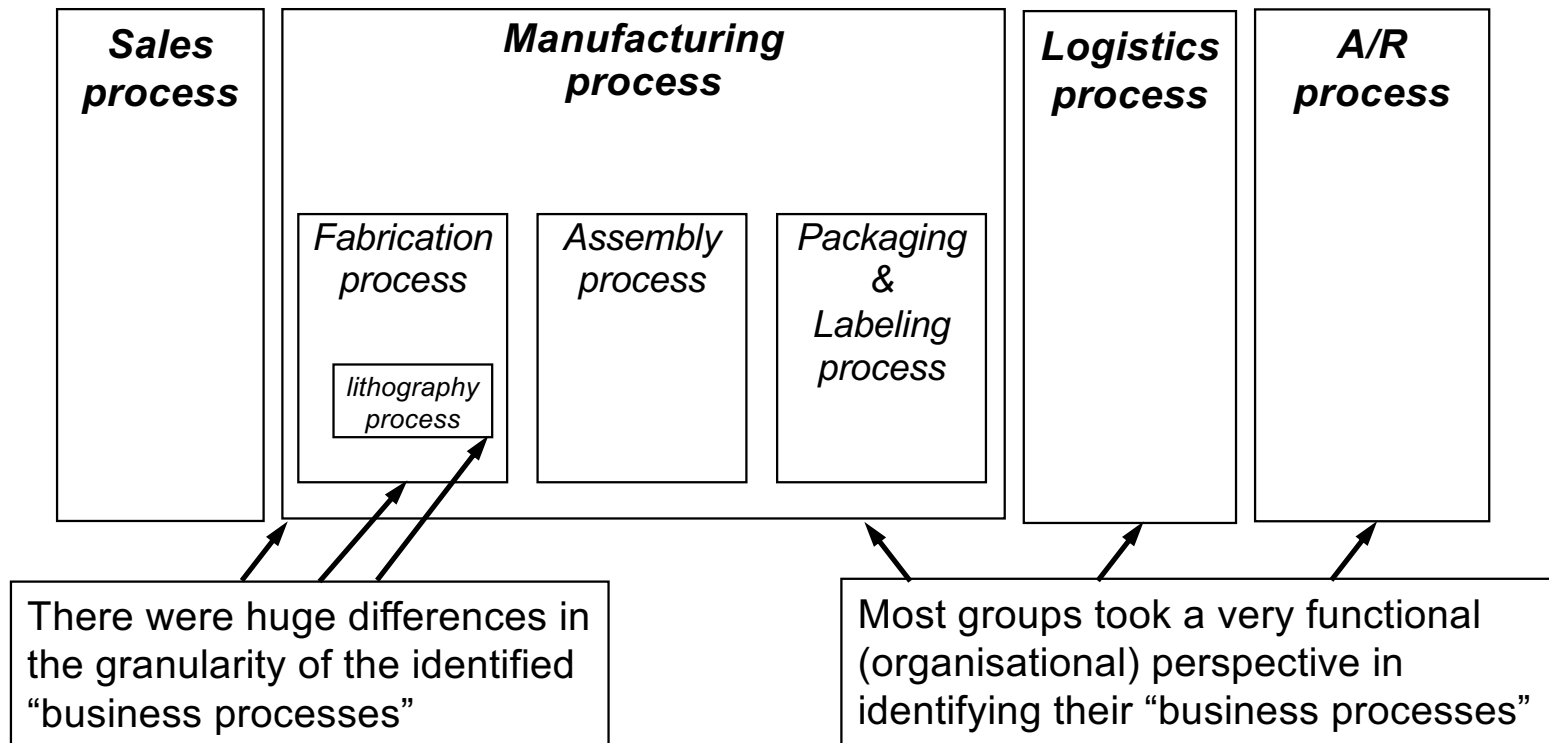 Sales
process
Manufacturing
process
Logistics
process
A/R
process
Fabrication
process
Assembly
process
Packaging
&
Labeling
process
lithography
process
There were huge differences in
the granularity of the identified
“business processes”
Most groups took a very functional
(organisational) perspective in
identifying their “business processes”